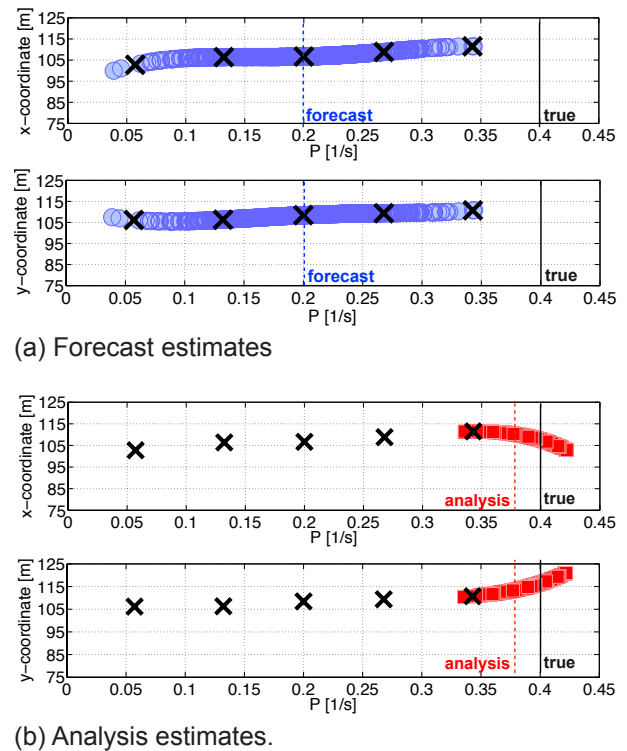 x−coordinate [m]
125
115
105
95
85
75
0 0.05 0.1 0.15 0.2 0.25 0.3 0.35 0.4 0.45
P [1/s]
forecast
true
y−coordinate [m]
125
115
105
95
85
75
0 0.05 0.1 0.15 0.2 0.25 0.3 0.35 0.4 0.45
P [1/s]
forecast
true
(a) Forecast estimates
x−coordinate [m]
125
115
105
95
85
75
0 0.05 0.1 0.15 0.2 0.25 0.3 0.35 0.4 0.45
P [1/s]
analysis
true
y−coordinate [m]
125
115
105
95
85
75
0 0.05 0.1 0.15 0.2 0.25 0.3 0.35 0.4 0.45
P [1/s]
analysis
true
(b) Analysis estimates.